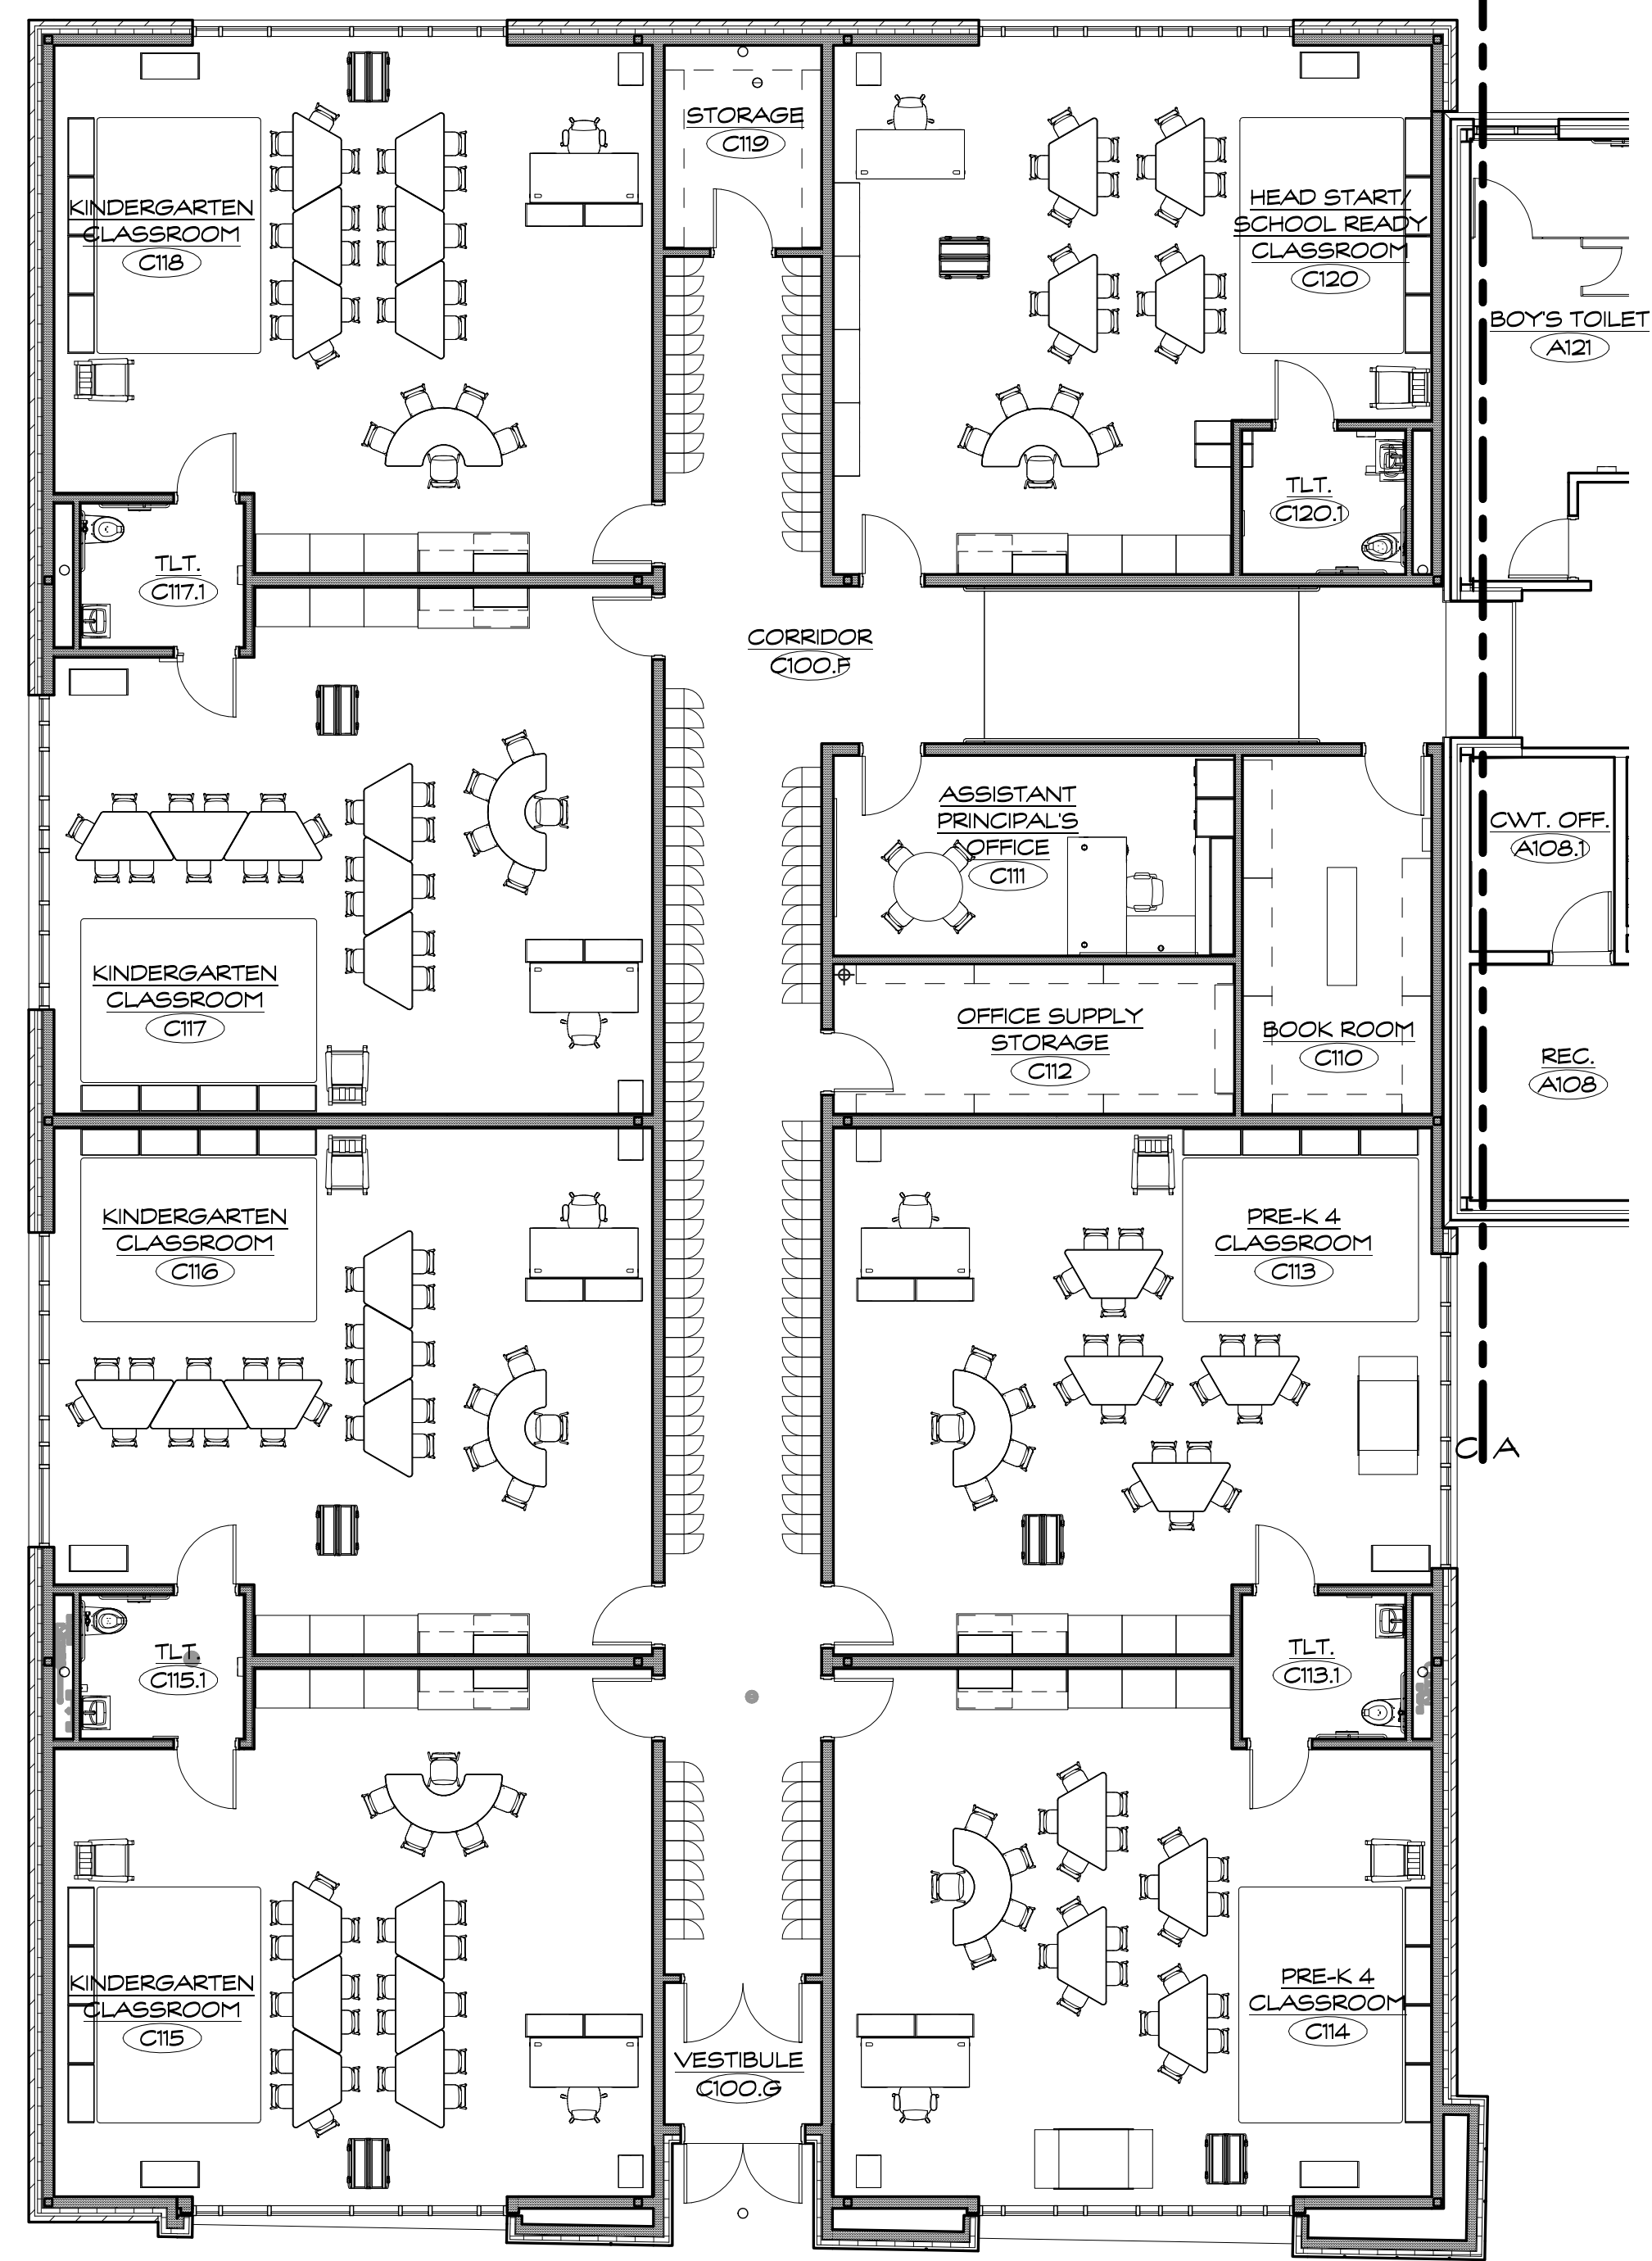 STORAGE
C119
KINDERGARTEN
CLASSROOM
C118
HEAD START/
SCHOOL READY
CLASSROOM
C120
BOY'S TOILET
A121
TLT.
C120.1
TLT.
C117.1
CORRIDOR
C100.F
ASSISTANT
PRINCIPAL'S
OFFICE
C111
CWT. OFF.
A108.1
KINDERGARTEN
CLASSROOM
C117
OFFICE SUPPLY
STORAGE
C112
BOOK ROOM
C110
REC.
A108
KINDERGARTEN
CLASSROOM
C116
PRE-K 4
CLASSROOM
C113
C A
TLT.
C115.1
TLT.
C113.1
KINDERGARTEN
CLASSROOM
C115
PRE-K 4
CLASSROOM
C114
VESTIBULE
C100.G